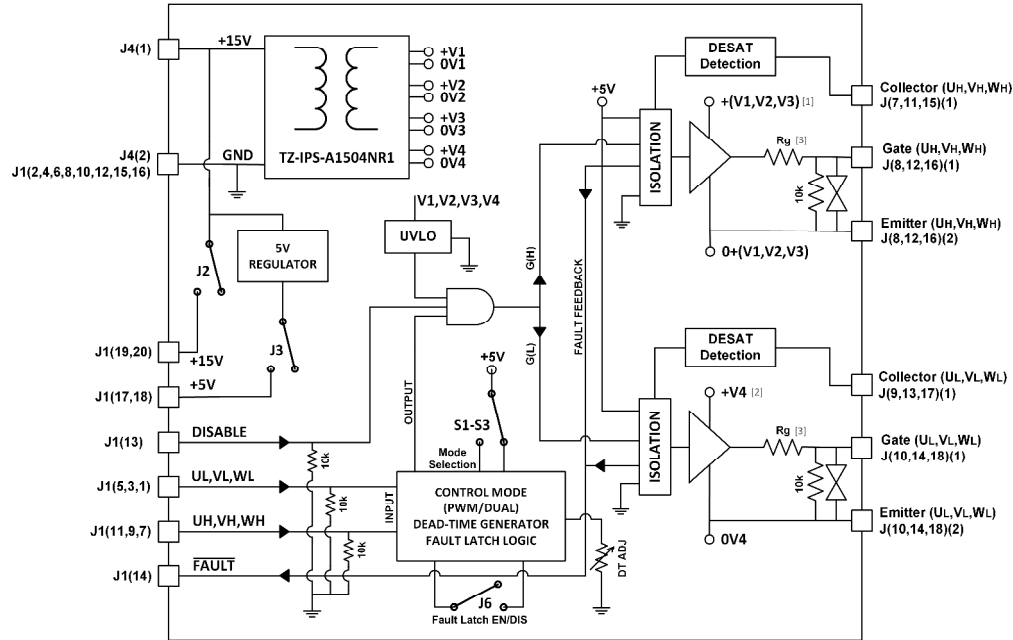 J4(1)
+15V
TZ-IPS-A1504NR1
+V1
0V1
+V2
0V2
+V3
0V3
+V4
0V4
J4(2)
J1(2,4,6,8,10,12,15,16)
GND
5V
REGULATOR
J2
J3
J1(19,20)
+15V
J1(17,18)
+5V
J1(13)
DISABLE
J1(5,3,1)
UL,VL,WL
J1(11,9,7)
UH,VH,WH
J1(14)
FAULT
10k
10k
10k
V1,V2,V3,V4
UVLO
OUTPUT
INPUT
+5V
S1-S3
Mode
Selection
CONTROL MODE
(PWM/DUAL)
DEAD-TIME GENERATOR
FAULT LATCH LOGIC
J6
Fault Latch EN/DIS
DT ADJ
G(H)
G(L)
FAULT FEEDBACK
+5V
ISOLATION
DESAT
Detection
+(V1,V2,V3) [1]
0+(V1,V2,V3)
Rg [3]
10k
Collector (UH,VH,WH)
J(7,11,15)(1)
Gate (UH,VH,WH)
J(8,12,16)(1)
Emitter (UH,VH,WH)
J(8,12,16)(2)
ISOLATION
DESAT
Detection
+V4 [2]
0V4
Rg [3]
10k
Collector (UL,VL,WL)
J(9,13,17)(1)
Gate (UL,VL,WL)
J(10,14,18)(1)
Emitter (UL,VL,WL)
J(10,14,18)(2)